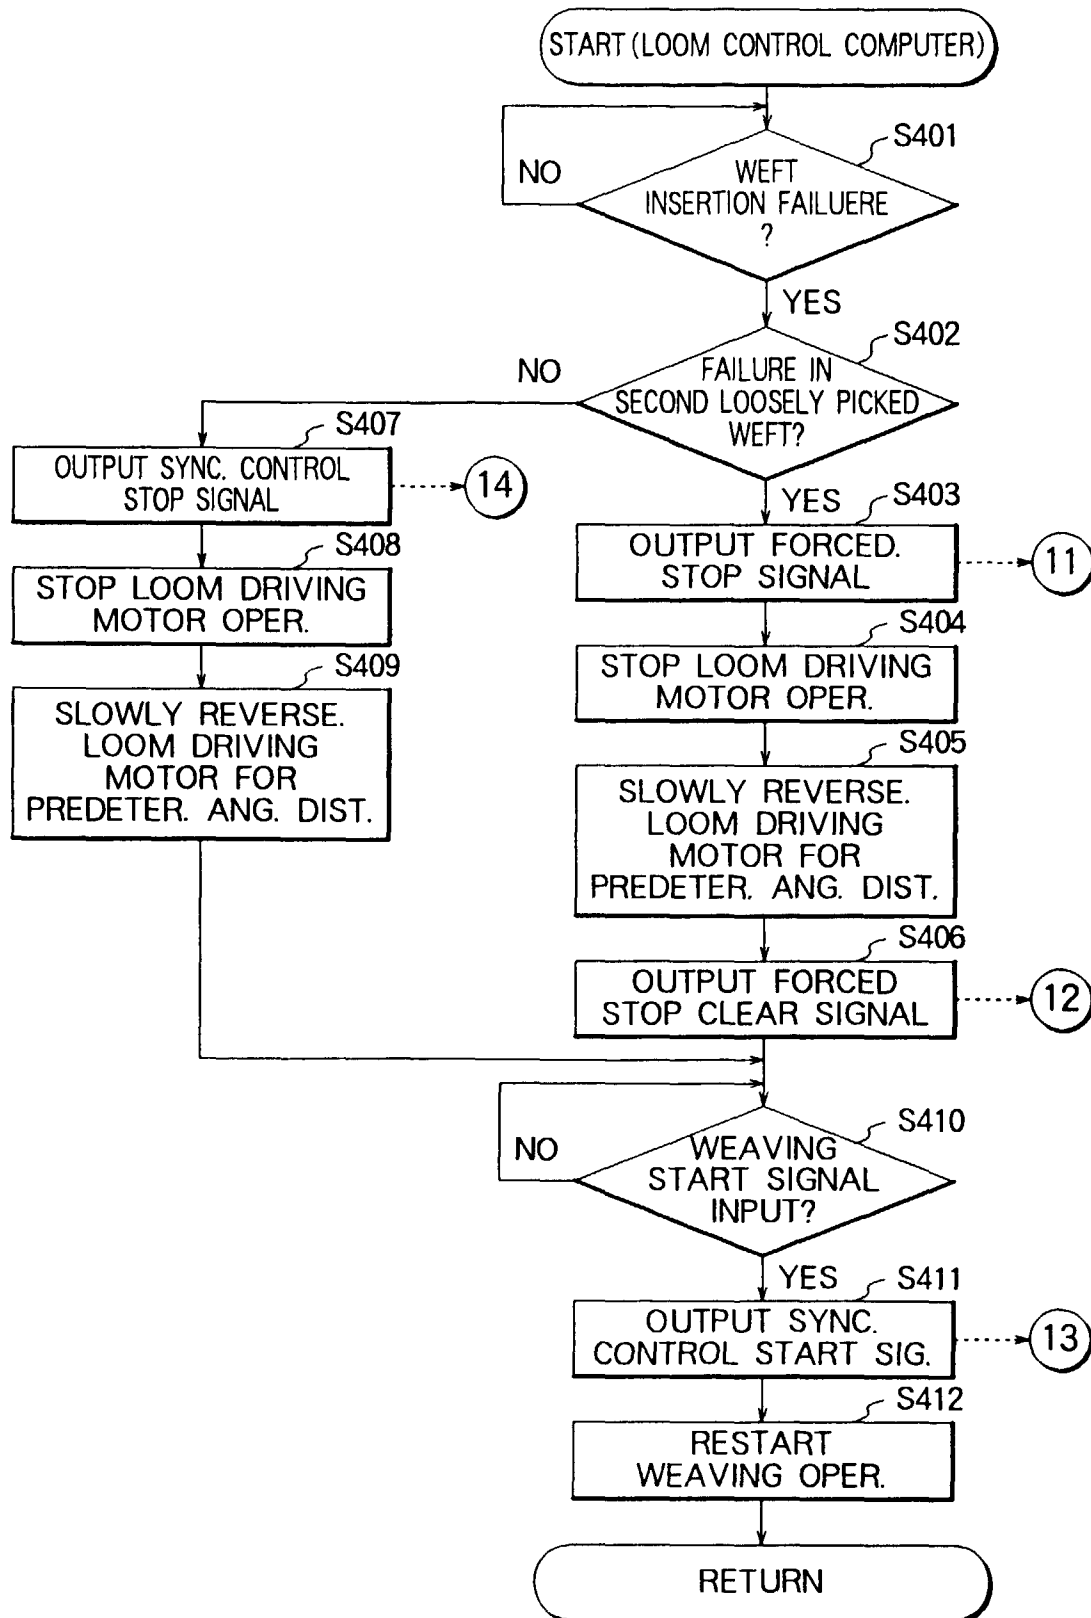 START (LOOM CONTROL COMPUTER)
S401
WEFT
INSERTION FAILUERE
?
NO
YES
S402
FAILURE IN
SECOND LOOSELY PICKED
WEFT?
NO
YES
S407
OUTPUT SYNC. CONTROL
STOP SIGNAL
14
S408
STOP LOOM DRIVING
MOTOR OPER.
S409
SLOWLY REVERSE.
LOOM DRIVING
MOTOR FOR
PREDETER. ANG. DIST.
S403
OUTPUT FORCED.
STOP SIGNAL
11
S404
STOP LOOM DRIVING
MOTOR OPER.
S405
SLOWLY REVERSE.
LOOM DRIVING
MOTOR FOR
PREDETER. ANG. DIST.
S406
OUTPUT FORCED
STOP CLEAR SIGNAL
12
S410
WEAVING
START SIGNAL
INPUT?
NO
YES
S411
OUTPUT SYNC.
CONTROL START SIG.
13
S412
RESTART
WEAVING OPER.
RETURN